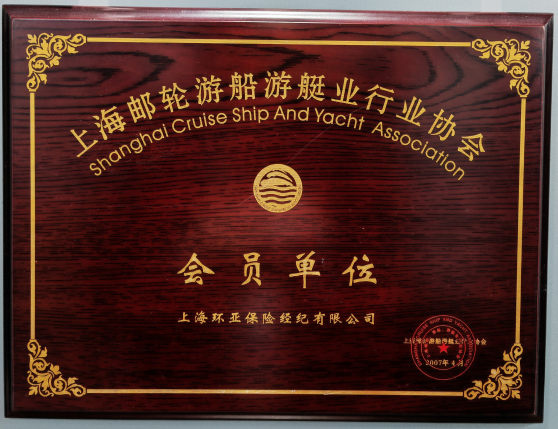 上海邮轮游船游艇业行业协会
Shanghai Cruise Ship And Yacht Association
会员单位
上海环亚保险经纪有限公司
2007年4月